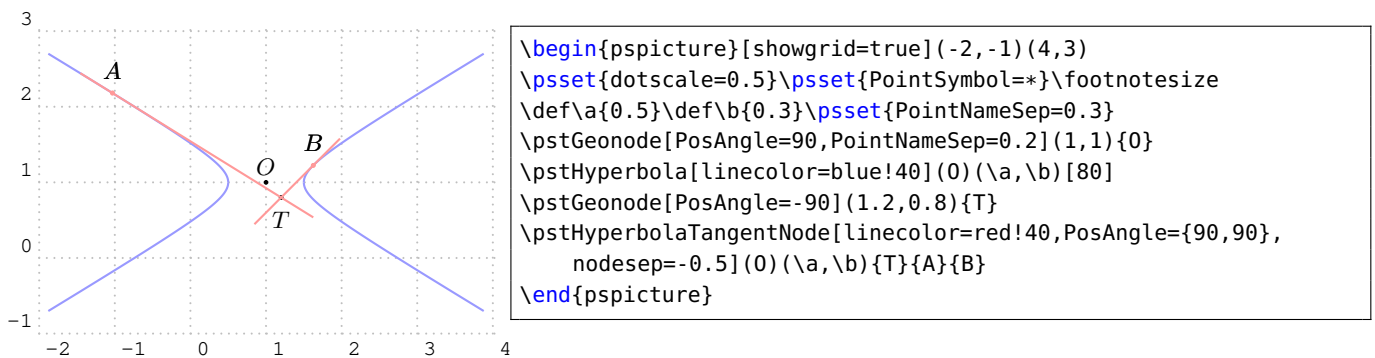 3
2
1
0
−1
−2 −1 0 1 2 3 4
A
B
O
T
\begin{pspicture}[showgrid=true](-2,-1)(4,3)
\psset{dotscale=0.5}\psset{PointSymbol=*}\footnotesize
\def\a{0.5}\def\b{0.3}\psset{PointNameSep=0.3}
\pstGeonode[PosAngle=90,PointNameSep=0.2](1,1){O}
\pstHyperbola[linecolor=blue!40](O)(\a,\b)[80]
\pstGeonode[PosAngle=-90](1.2,0.8){T}
\pstHyperbolaTangentNode[linecolor=red!40,PosAngle={90,90},
nodesep=-0.5](O)(\a,\b){T}{A}{B}
\end{pspicture}